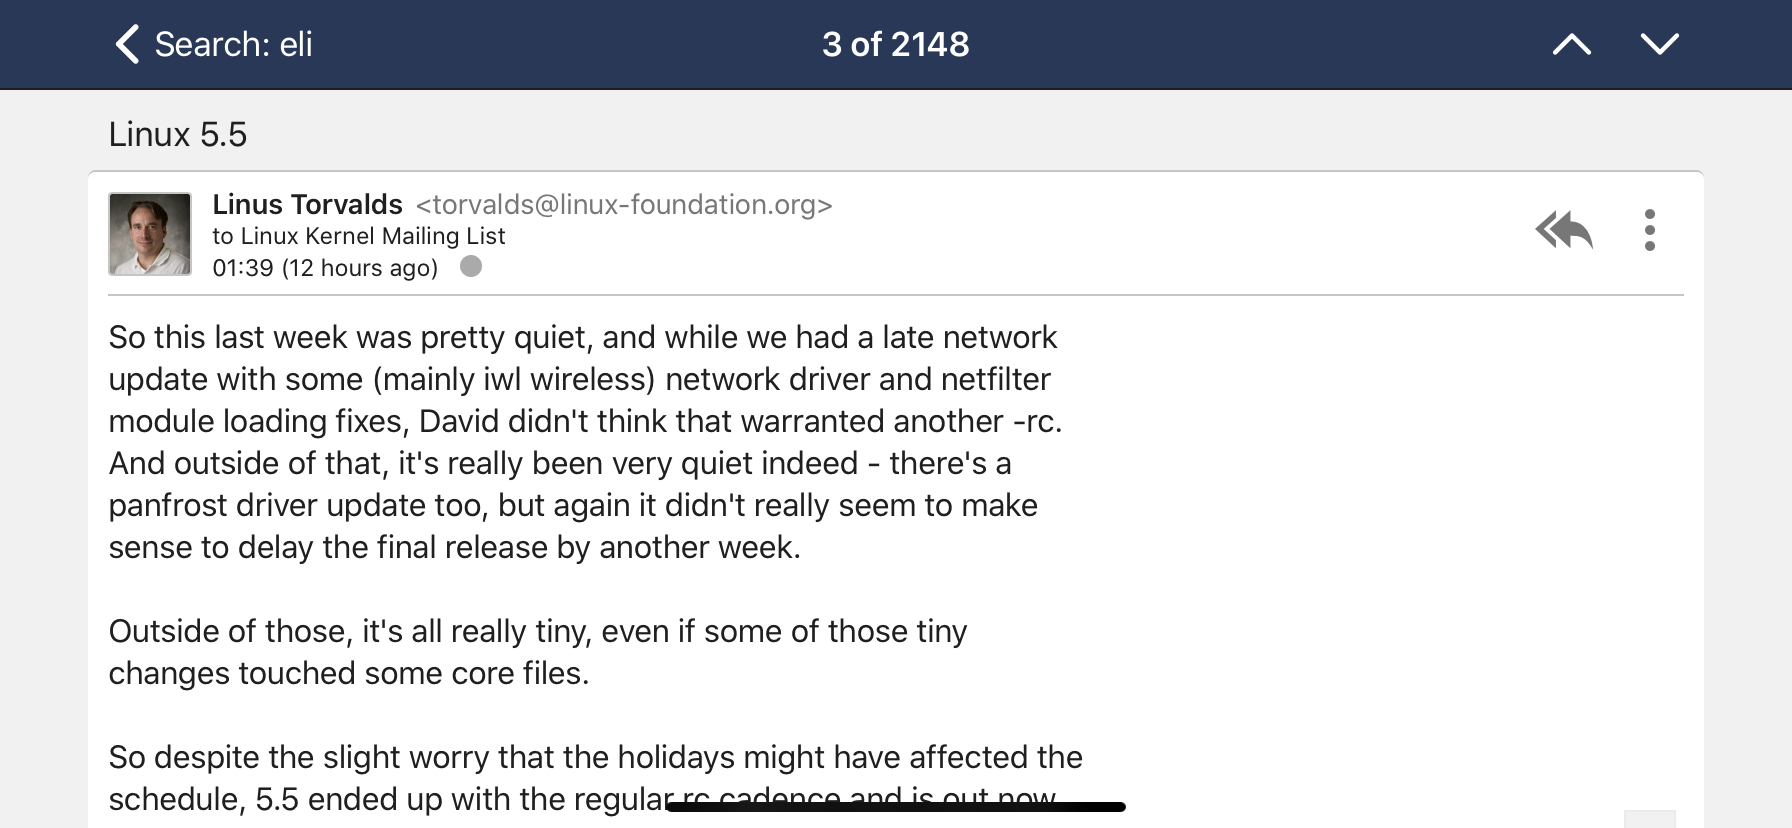 Search: eli
3 of 2148
Linux 5.5
Linus Torvalds <torvalds@linux-foundation.org>
to Linux Kernel Mailing List
01:39 (12 hours ago)
So this last week was pretty quiet, and while we had a late network
update with some (mainly iwl wireless) network driver and netfilter
module loading fixes, David didn't think that warranted another -rc.
And outside of that, it's really been very quiet indeed - there's a
panfrost driver update too, but again it didn't really seem to make
sense to delay the final release by another week.
Outside of those, it's all really tiny, even if some of those tiny
changes touched some core files.
So despite the slight worry that the holidays might have affected the
schedule, 5.5 ended up with the regular rc cadence and is out now.